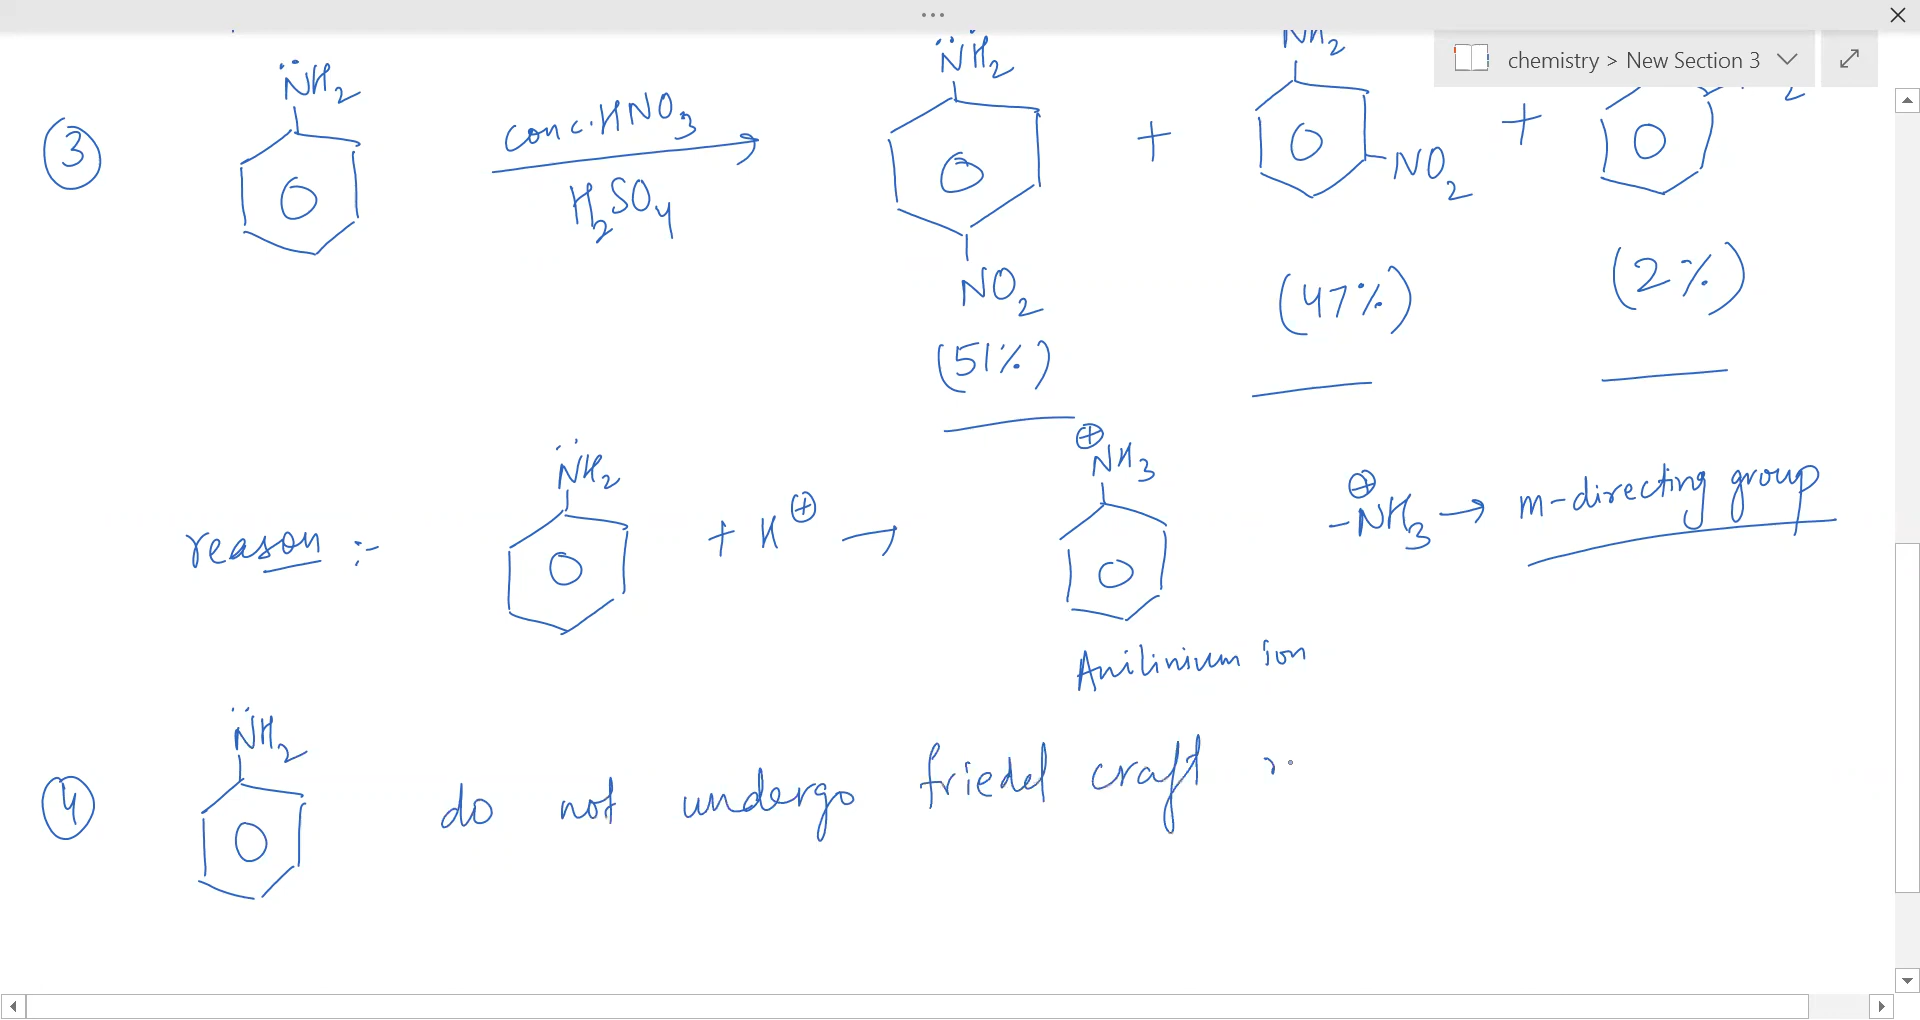 chemistry > New Section 3
③ NH₂ conc. HNO₃ NH₂ + NH₂ +
H₂SO₄ NO₂
NO₂ (47%) (2%)
(51%)
reason :- NH₂ + H⊕ → ⊕NH₃ -⊕NH₃ → m-directing group
Anilinium ion
④ NH₂ do not undergo friedel craft